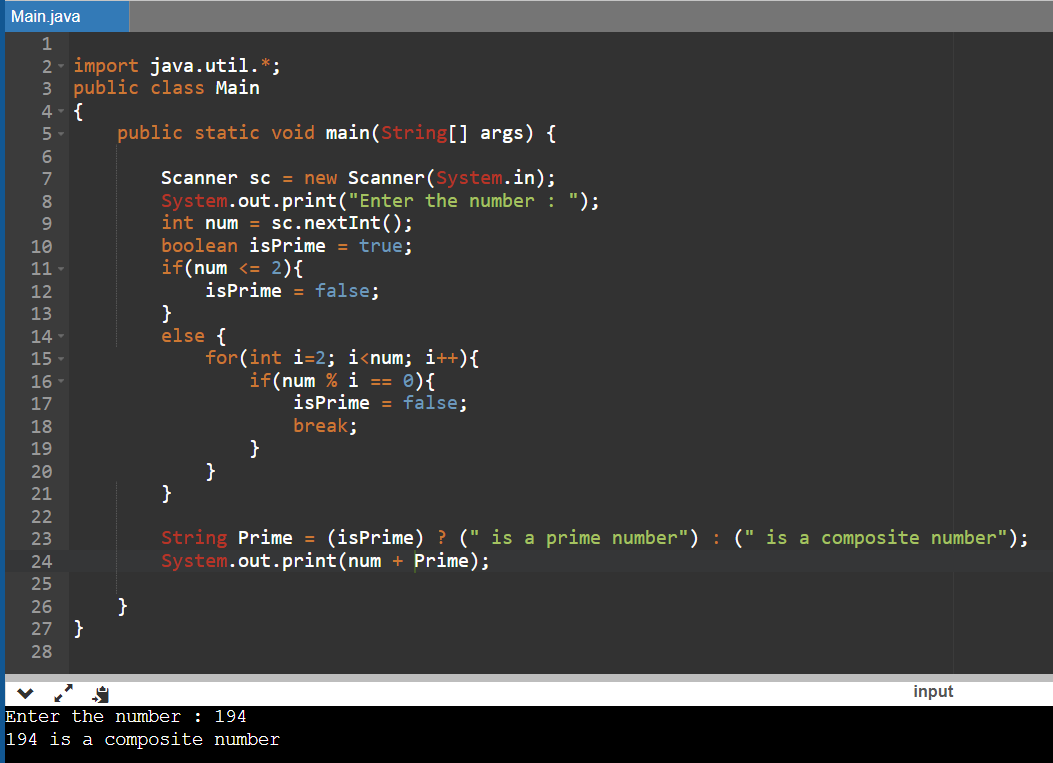 Main.java
1
2 import java.util.*;
3 public class Main
4 {
5     public static void main(String[] args) {
6
7         Scanner sc = new Scanner(System.in);
8         System.out.print("Enter the number : ");
9         int num = sc.nextInt();
10         boolean isPrime = true;
11         if(num <= 2){
12             isPrime = false;
13         }
14         else {
15             for(int i=2; i<num; i++){
16                 if(num % i == 0){
17                     isPrime = false;
18                     break;
19                 }
20             }
21         }
22
23         String Prime = (isPrime) ? (" is a prime number") : (" is a composite number");
24         System.out.print(num + Prime);
25
26     }
27 }
28
input
Enter the number : 194
194 is a composite number